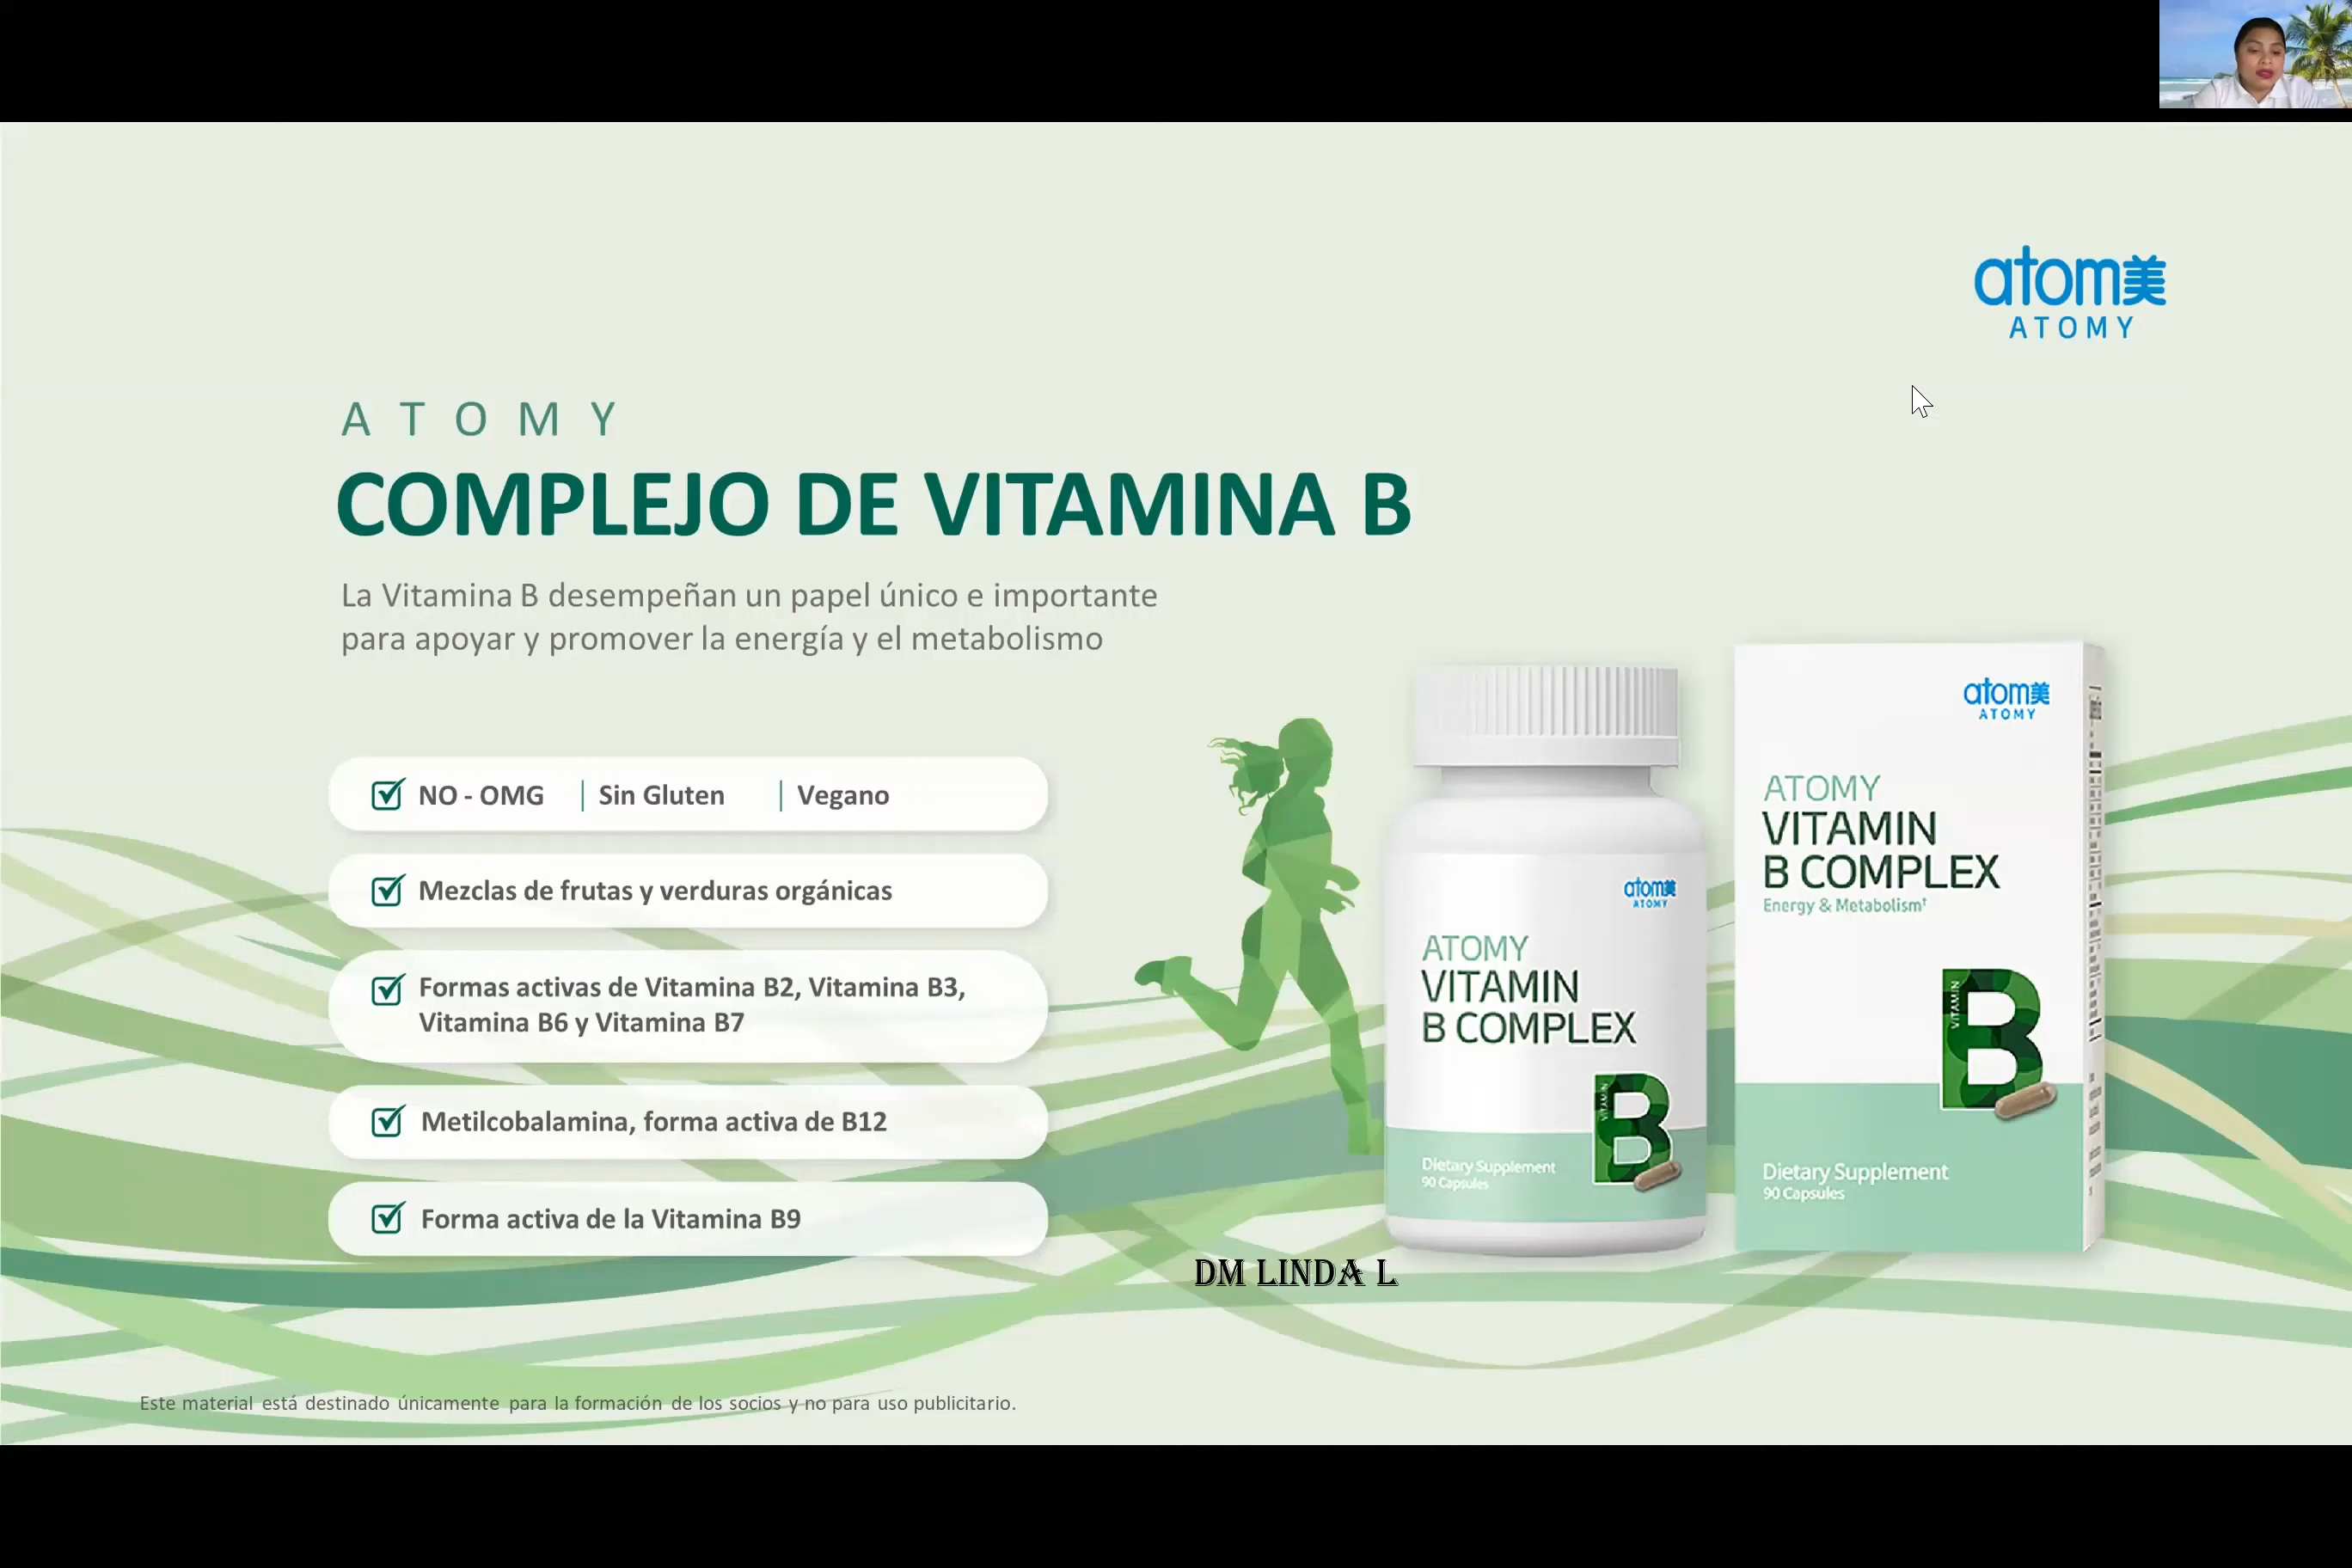 atom美
ATOMY
ATOMY
COMPLEJO DE VITAMINA B
La Vitamina B desempeñan un papel único e importante
para apoyar y promover la energía y el metabolismo
NO - OMG | Sin Gluten | Vegano
Mezclas de frutas y verduras orgánicas
Formas activas de Vitamina B2, Vitamina B3,
Vitamina B6 y Vitamina B7
Metilcobalamina, forma activa de B12
Forma activa de la Vitamina B9
atom美
ATOMY
ATOMY
VITAMIN
B COMPLEX
VITAMIN
B
Dietary Supplement
90 Capsules
atom美
ATOMY
ATOMY
VITAMIN
B COMPLEX
Energy & Metabolism†
VITAMIN
B
Dietary Supplement
90 Capsules
DM LINDA L
Este material está destinado únicamente para la formación de los socios y no para uso publicitario.